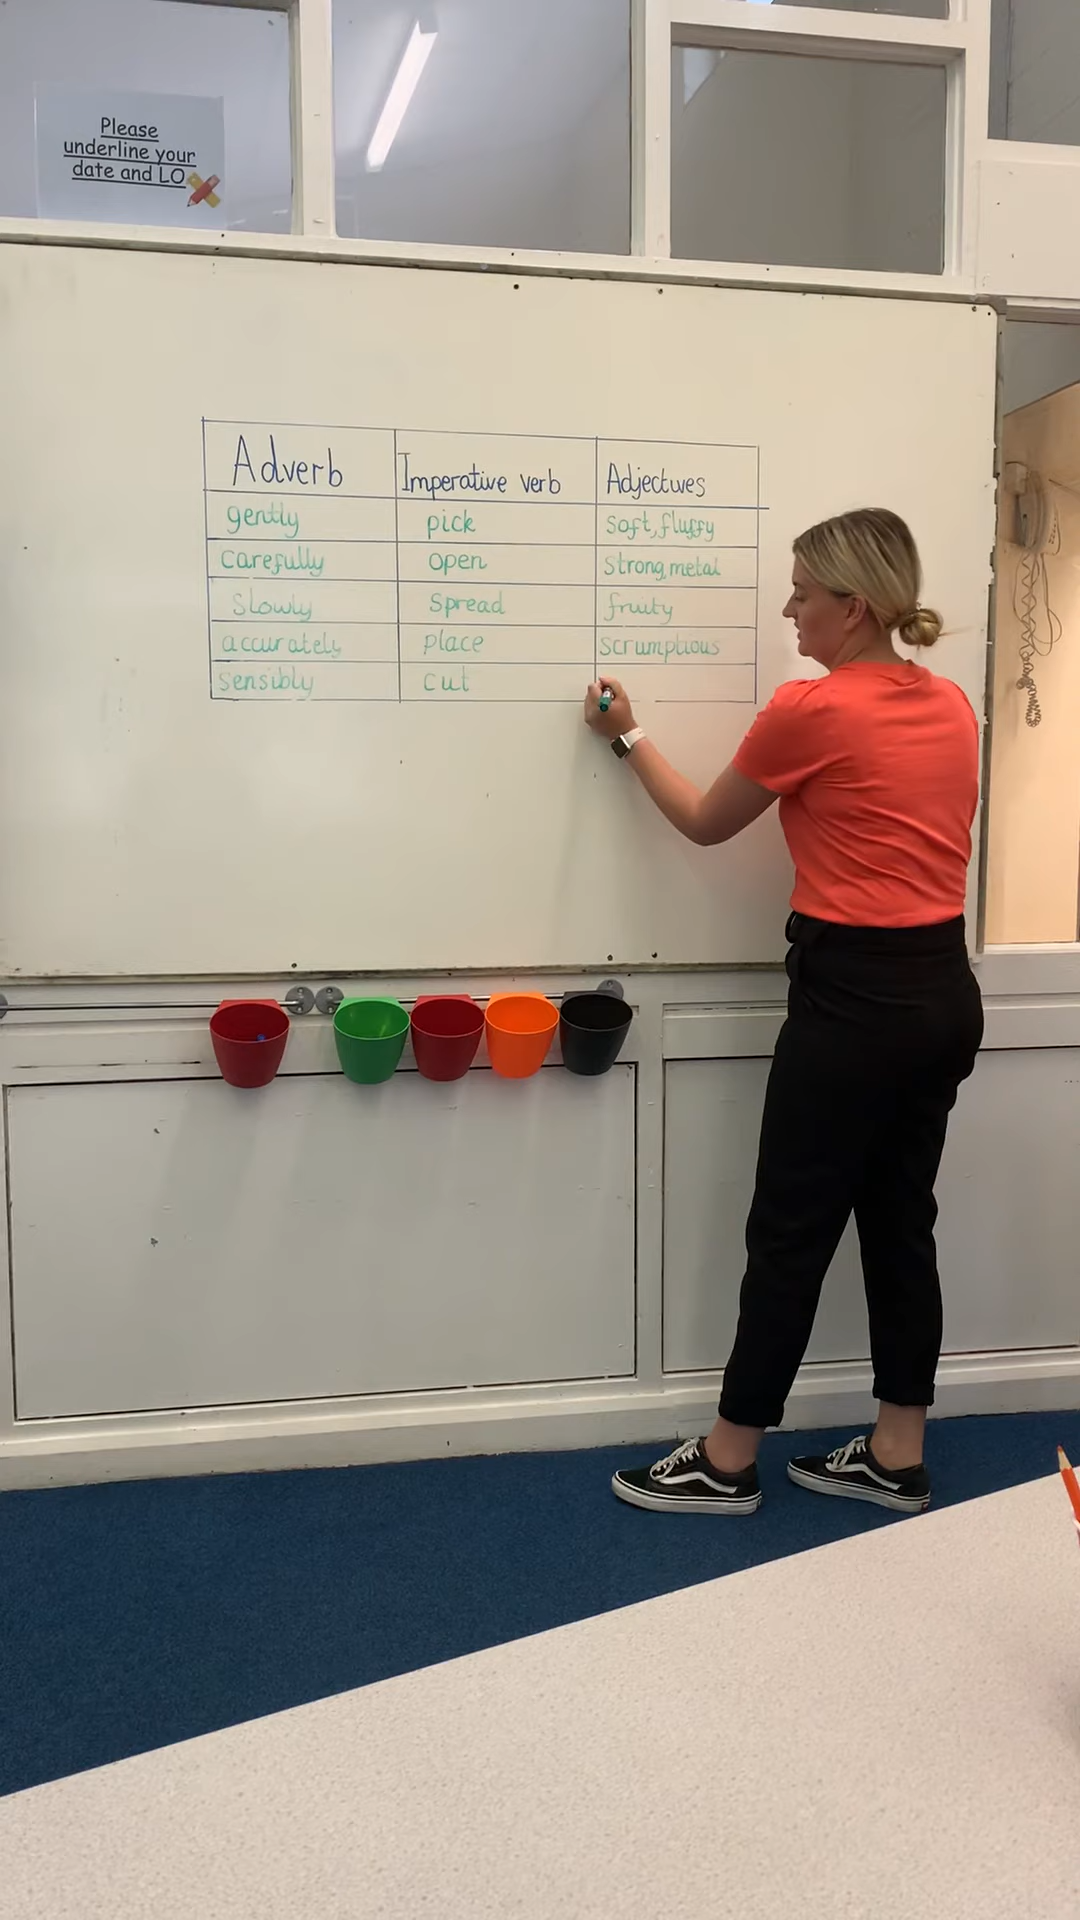 Please
underline your
date and LO
Adverb Imperative verb Adjectives
gently pick soft, fluffy
carefully open strong, metal
slowly spread fruity
accurately place scrumptious
sensibly cut